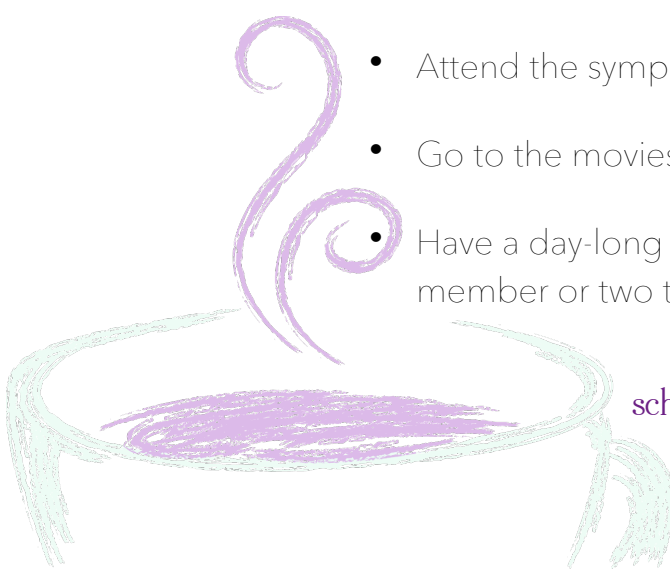 • Attend the symp
• Go to the movies
• Have a day-long
member or two t
sch